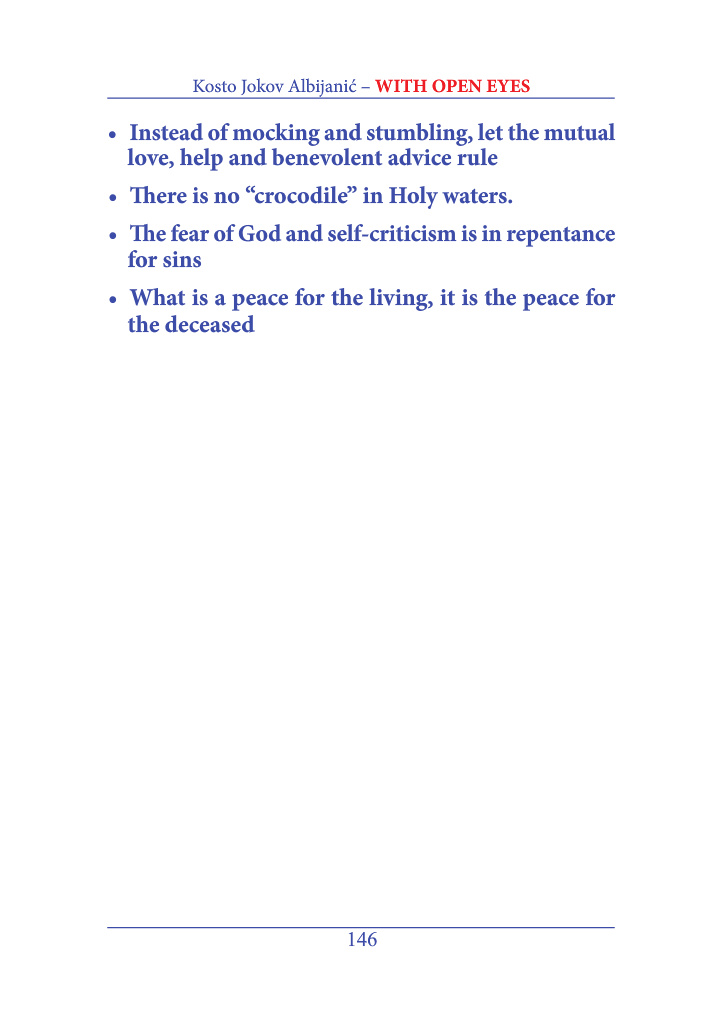 Kosto Jokov Albijanić – WITH OPEN EYES
• Instead of mocking and stumbling, let the mutual
love, help and benevolent advice rule
• There is no “crocodile” in Holy waters.
• The fear of God and self-criticism is in repentance
for sins
• What is a peace for the living, it is the peace for
the deceased
146